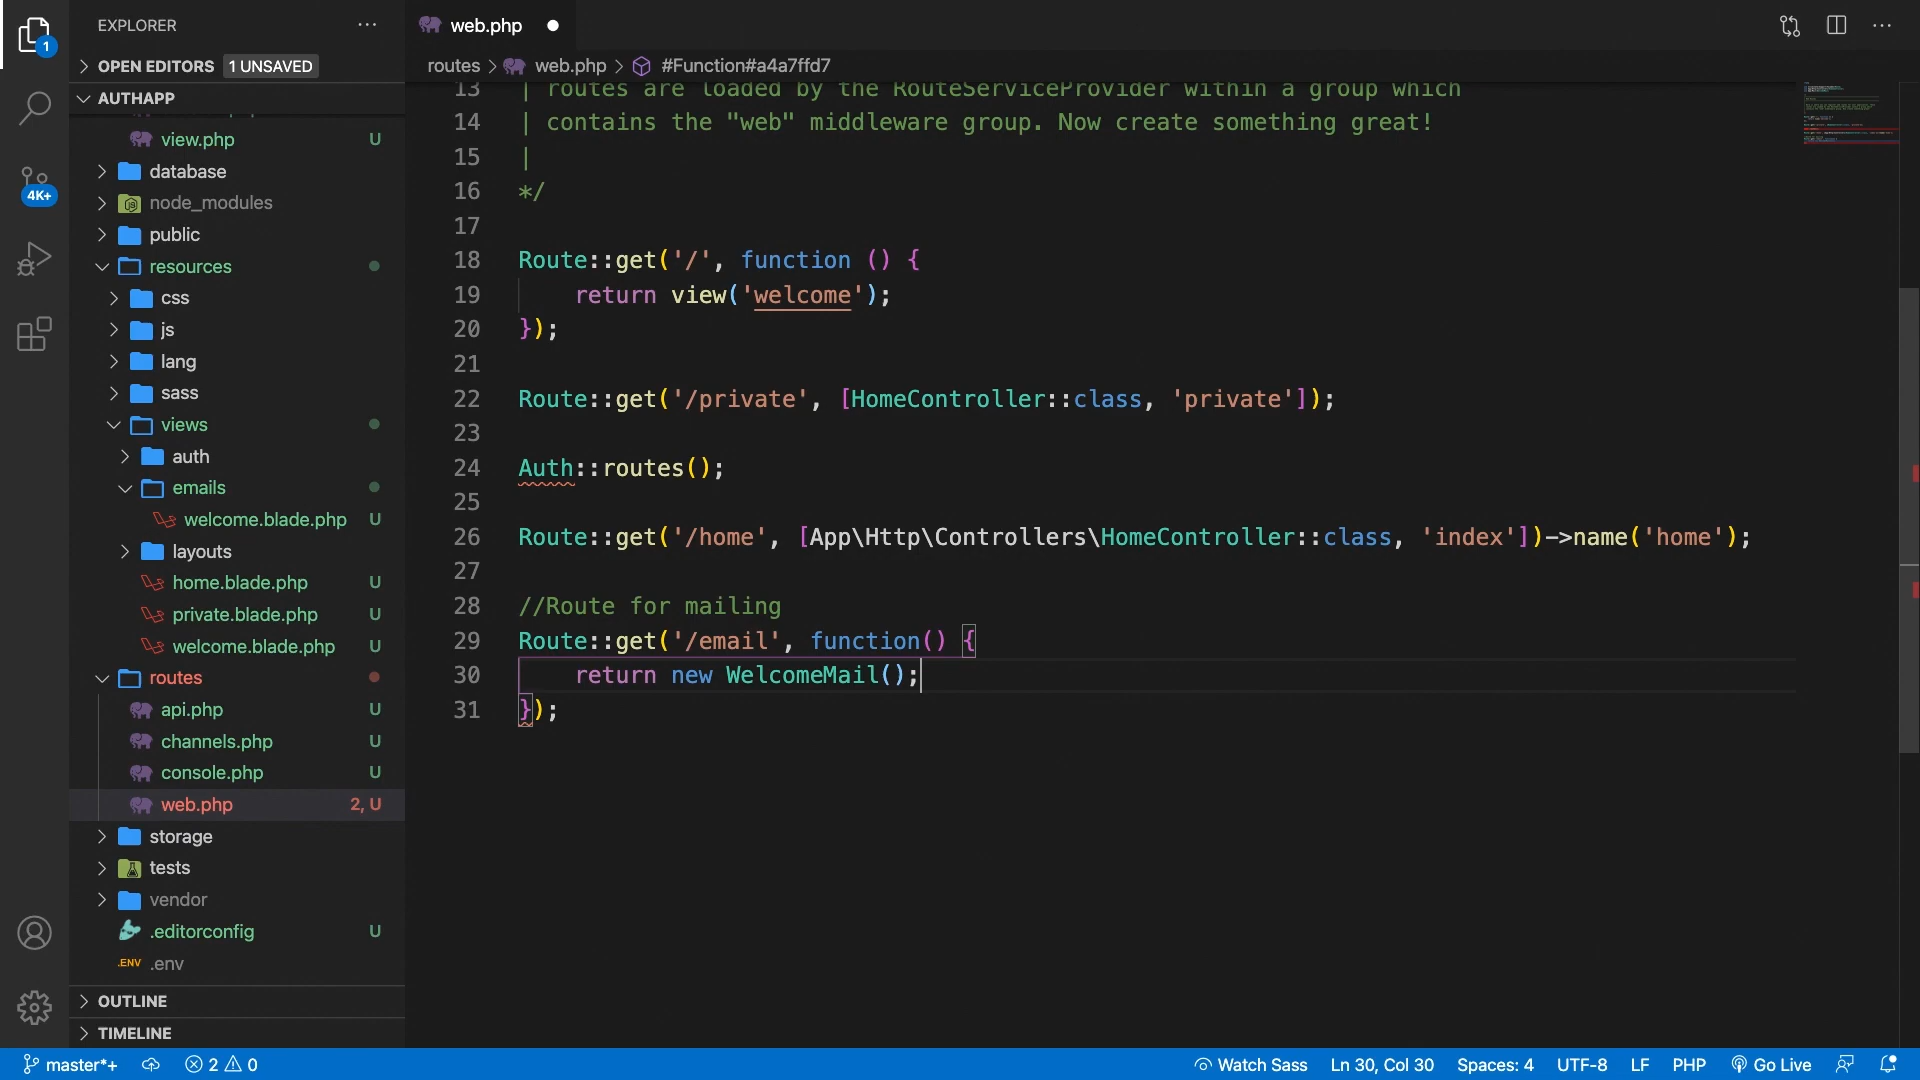 EXPLORER
OPEN EDITORS 1 UNSAVED
AUTHAPP
view.php U
database
node_modules
public
resources
css
js
lang
sass
views
auth
emails
welcome.blade.php U
layouts
home.blade.php U
private.blade.php U
welcome.blade.php U
routes
api.php U
channels.php U
console.php U
web.php 2, U
storage
tests
vendor
.editorconfig U
.ENV .env
OUTLINE
TIMELINE
1
4K+
web.php
routes > web.php > #Function#a4a7ffd7
13 | routes are loaded by the RouteServiceProvider within a group which
14 | contains the "web" middleware group. Now create something great!
15 |
16 */
17
18 Route::get('/', function () {
19 return view('welcome');
20 });
21
22 Route::get('/private', [HomeController::class, 'private']);
23
24 Auth::routes();
25
26 Route::get('/home', [App\Http\Controllers\HomeController::class, 'index'])->name('home');
27
28 //Route for mailing
29 Route::get('/email', function() {
30 return new WelcomeMail();
31 });
master*+ 2 0 Watch Sass Ln 30, Col 30 Spaces: 4 UTF-8 LF PHP Go Live